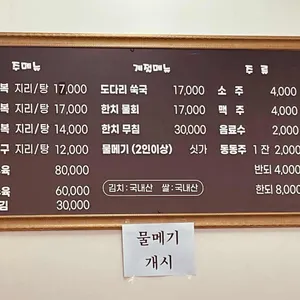 주메뉴
복 지리/탕 17,000
복 지리/탕 17,000
복 지리/탕 14,000
구 지리/탕 12,000
육 80,000
육 60,000
김 30,000
계절메뉴
도다리 쑥국 17,000
한치 물회 17,000
한치 무침 30,000
물메기 (2인이상) 싯가
김치:국내산 쌀:국내산
주류
소 주 4,000
맥 주 4,000
음료수 2,000
동동주 1잔 2,000
반되 4,000
한되 8,000
물메기
개시